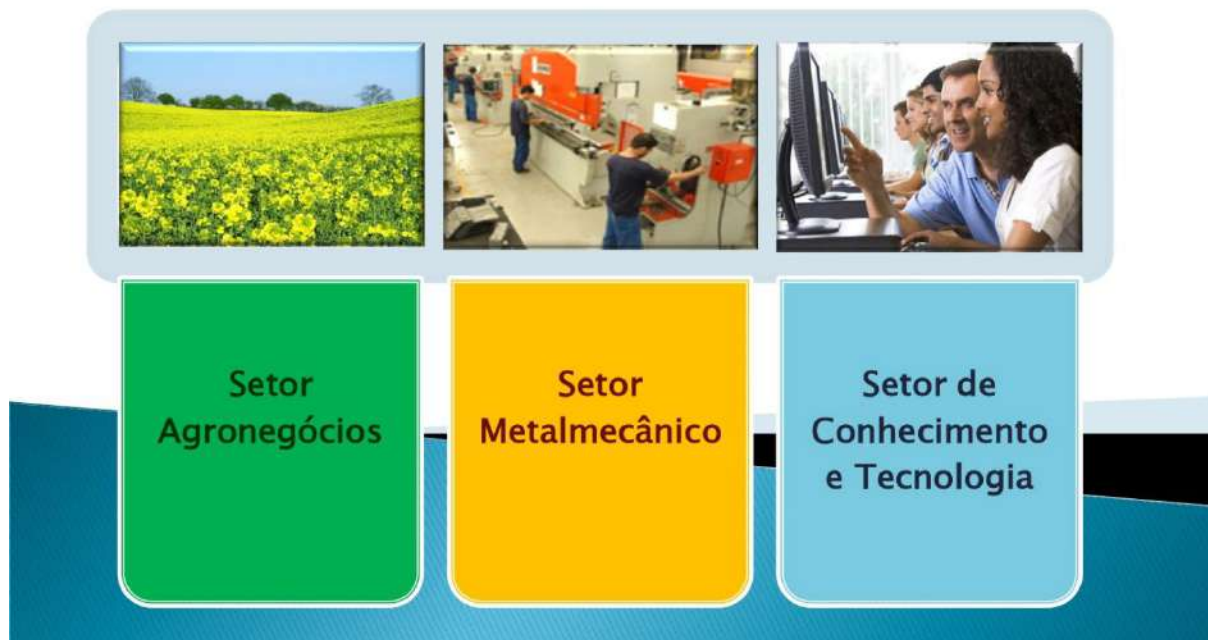 Setor
Agronegócios
Setor
Metalmecânico
Setor de
Conhecimento
e Tecnologia